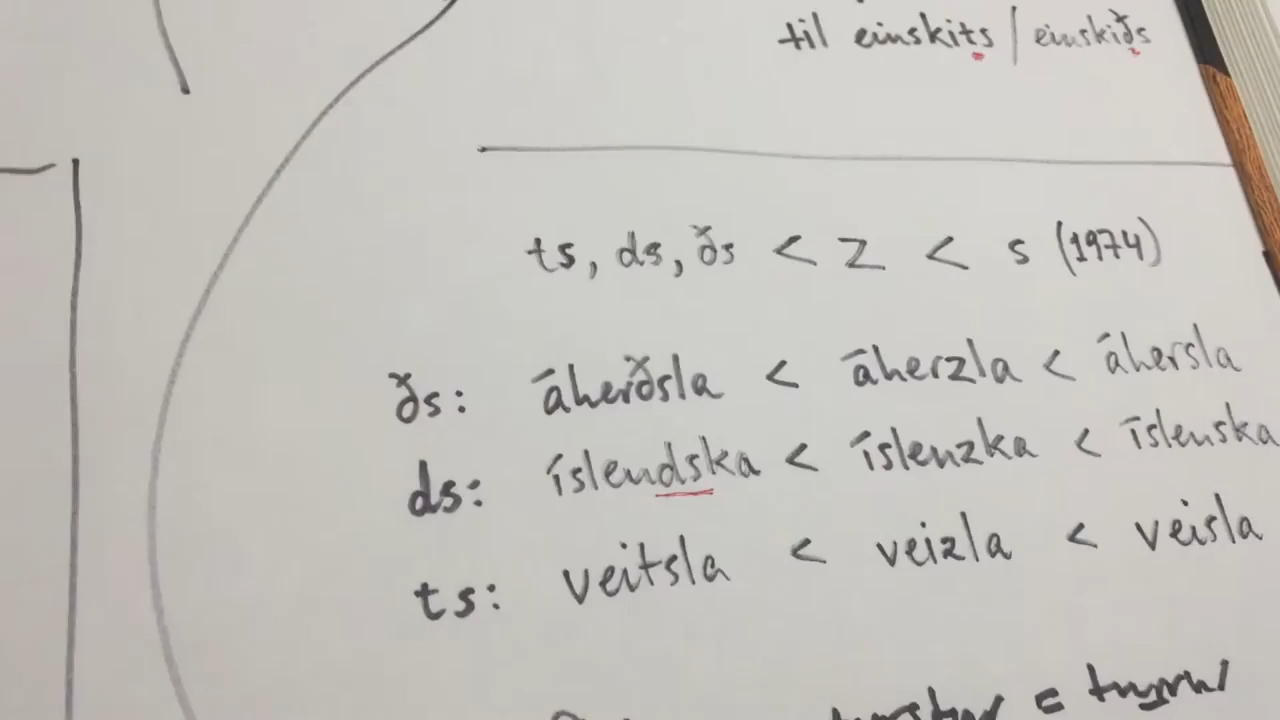 til einskits / einskiðs
ts, ds, ðs < z < s (1974)
ðs: áherðsla < áherzla < áhersla
ds: íslendska < íslenzka < íslenska
ts: veitsla < veizla < veisla